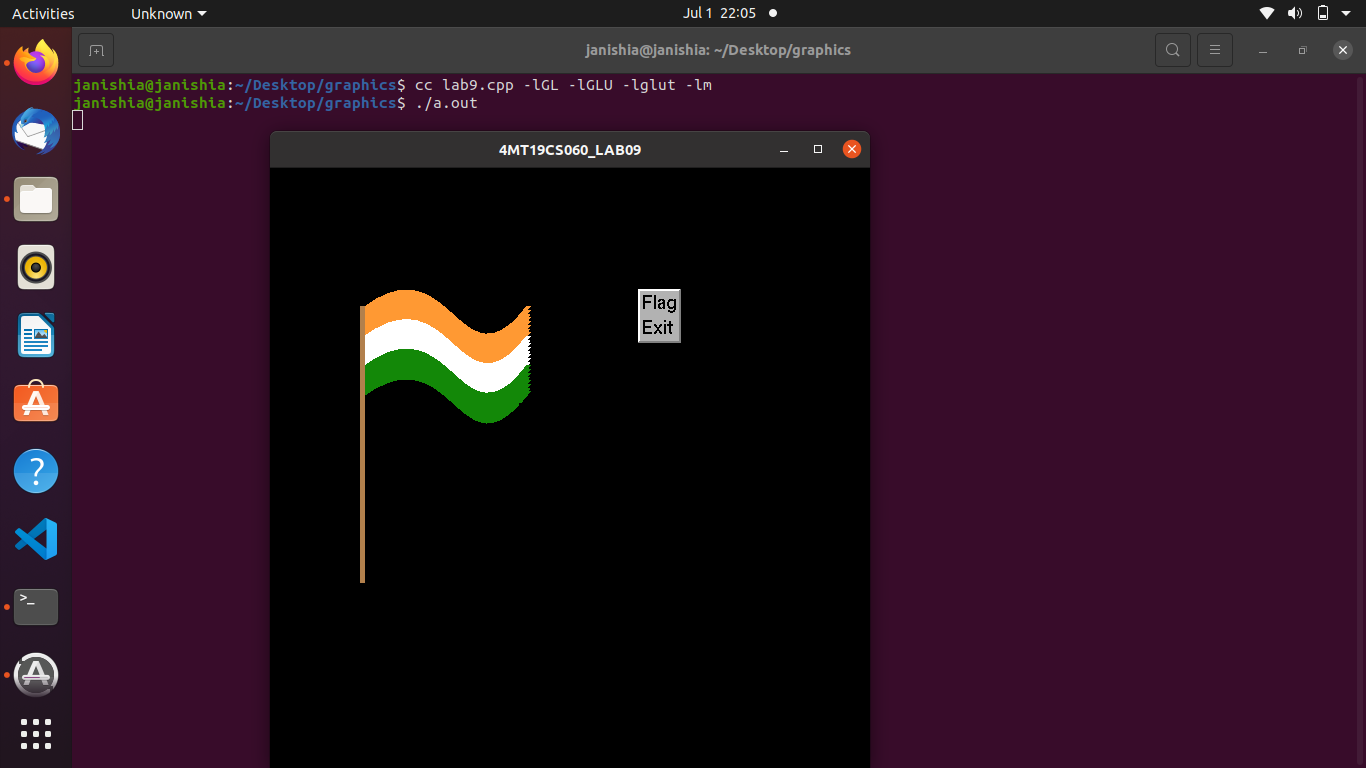 Activities Unknown Jul 1 22:05
janishia@janishia: ~/Desktop/graphics
janishia@janishia:~/Desktop/graphics$ cc lab9.cpp -lGL -lGLU -lglut -lm
janishia@janishia:~/Desktop/graphics$ ./a.out
4MT19CS060_LAB09
Flag
Exit